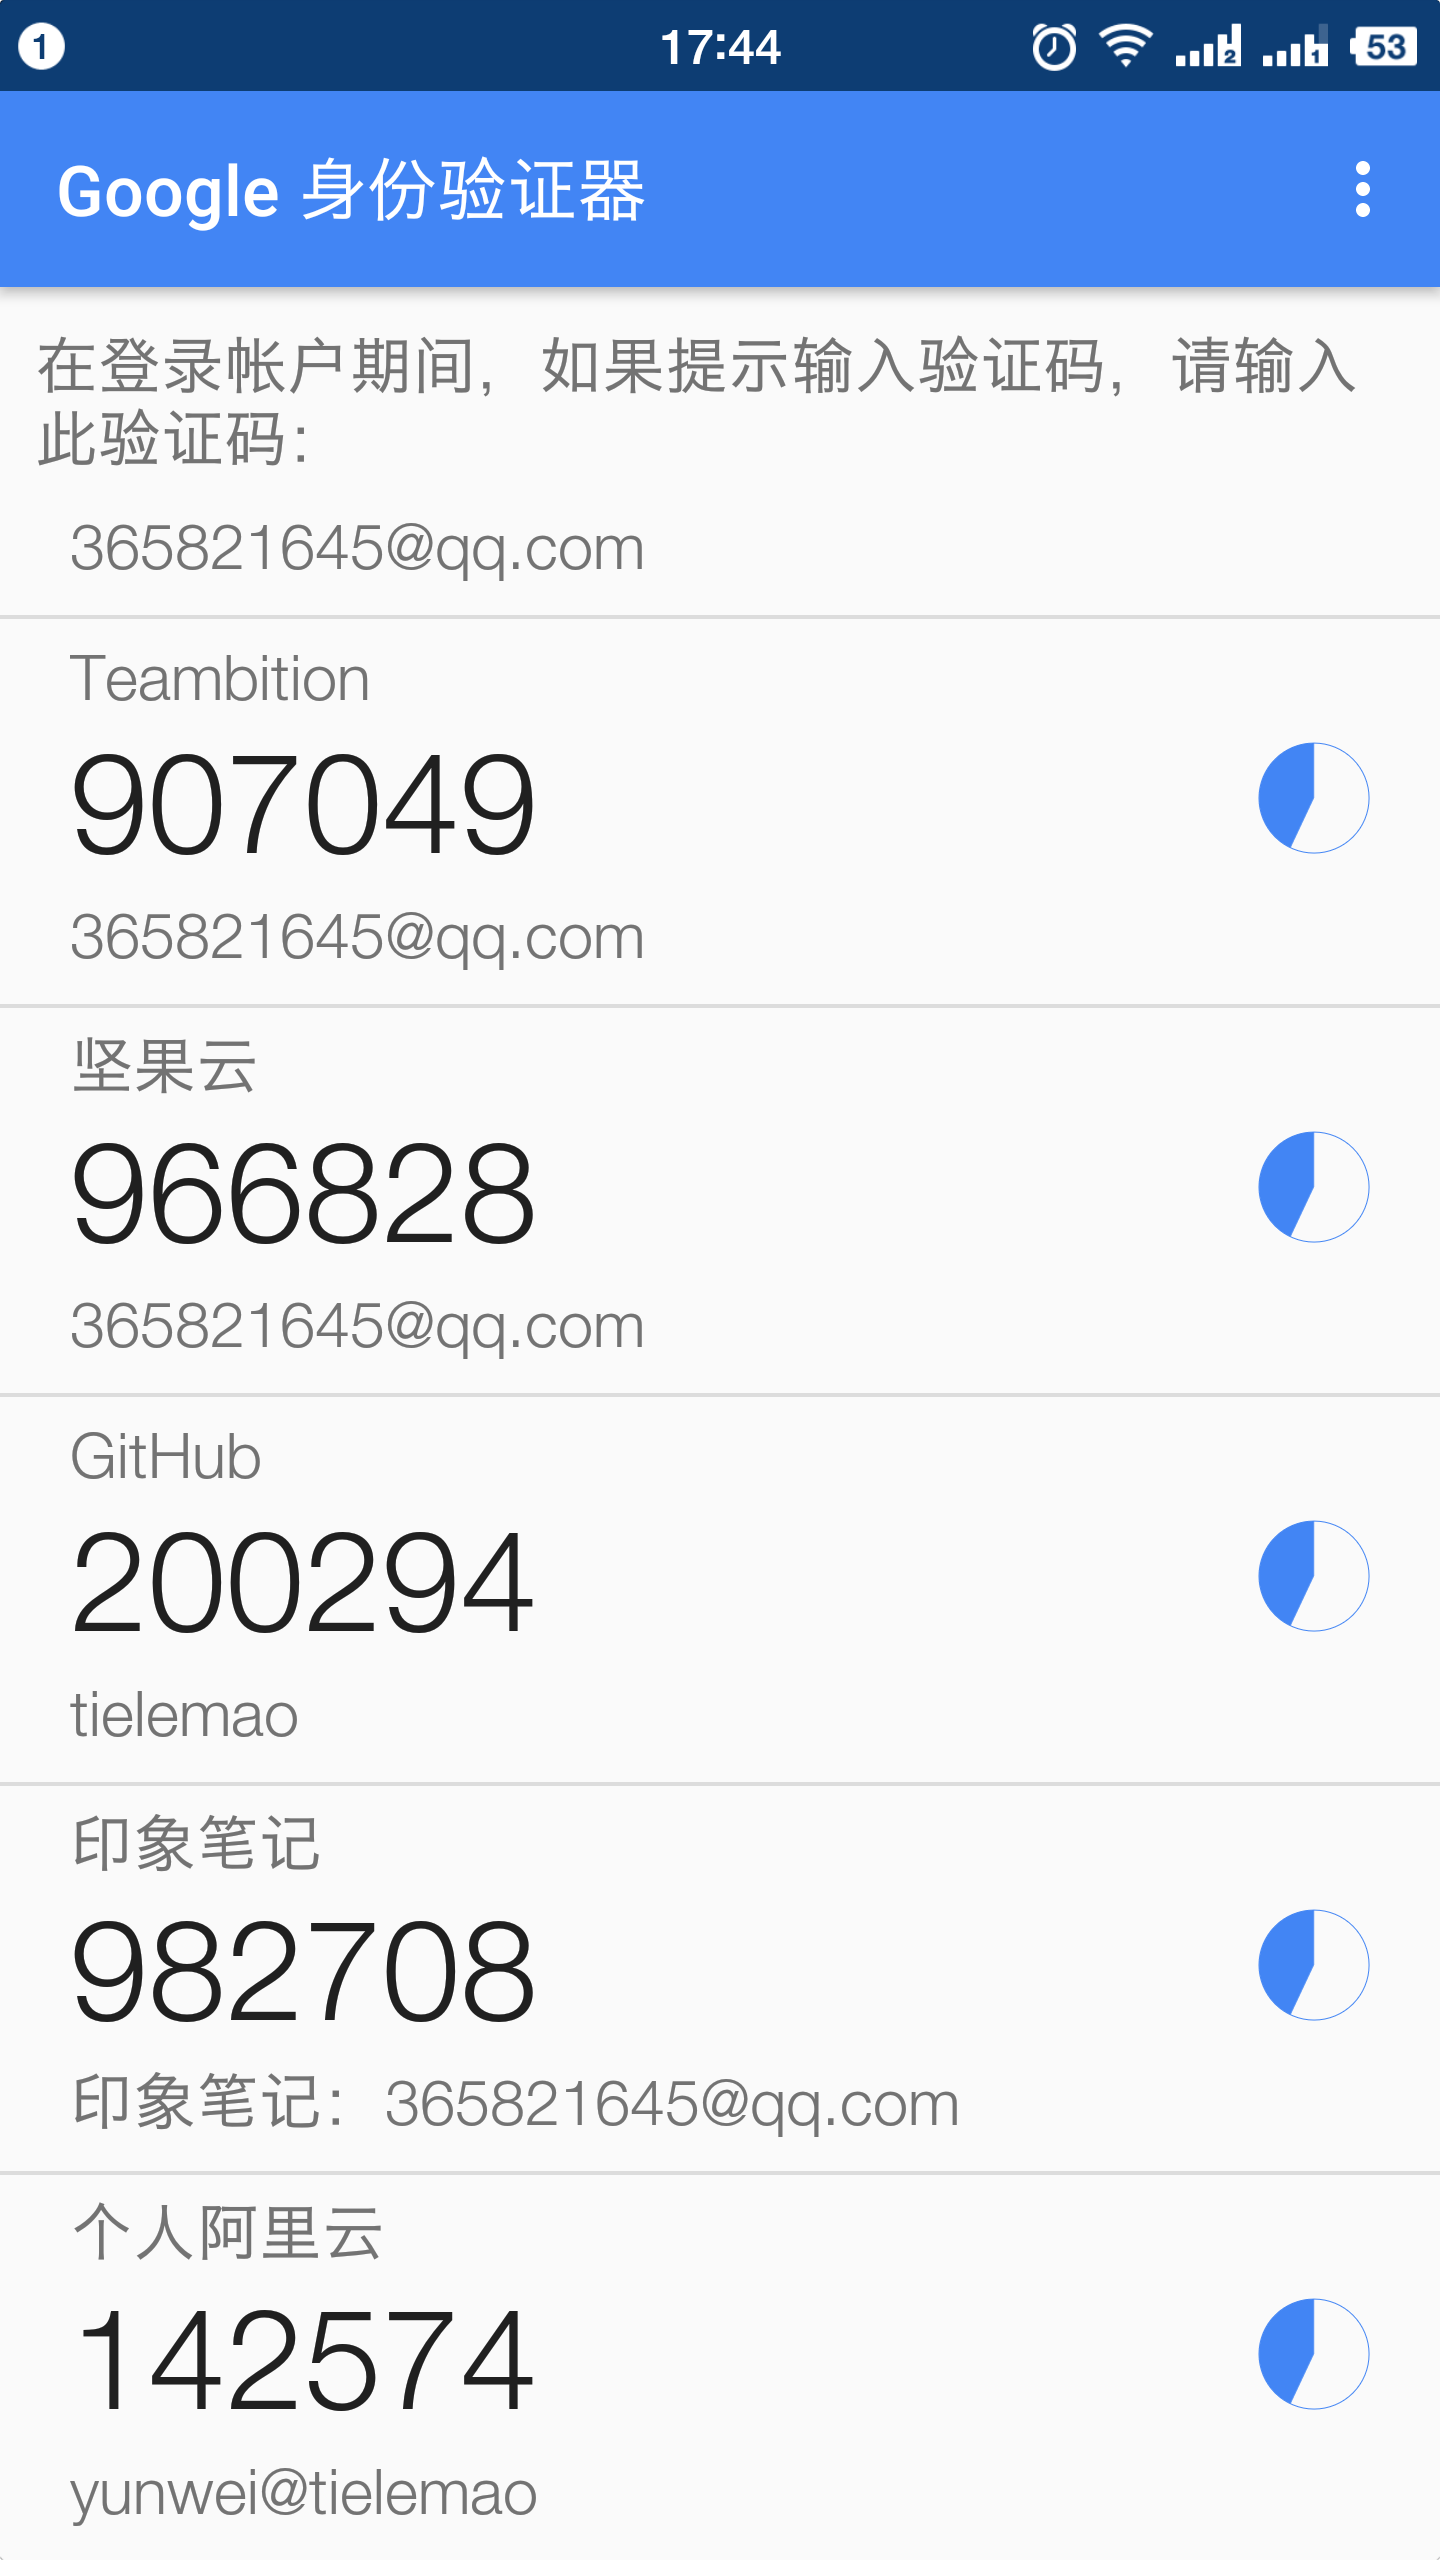 1
17:44
2
1
53
Google 身份验证器
在登录帐户期间，如果提示输入验证码，请输入
此验证码：
365821645@qq.com
Teambition
907049
365821645@qq.com
坚果云
966828
365821645@qq.com
GitHub
200294
tielemao
印象笔记
982708
印象笔记：365821645@qq.com
个人阿里云
142574
yunwei@tielemao